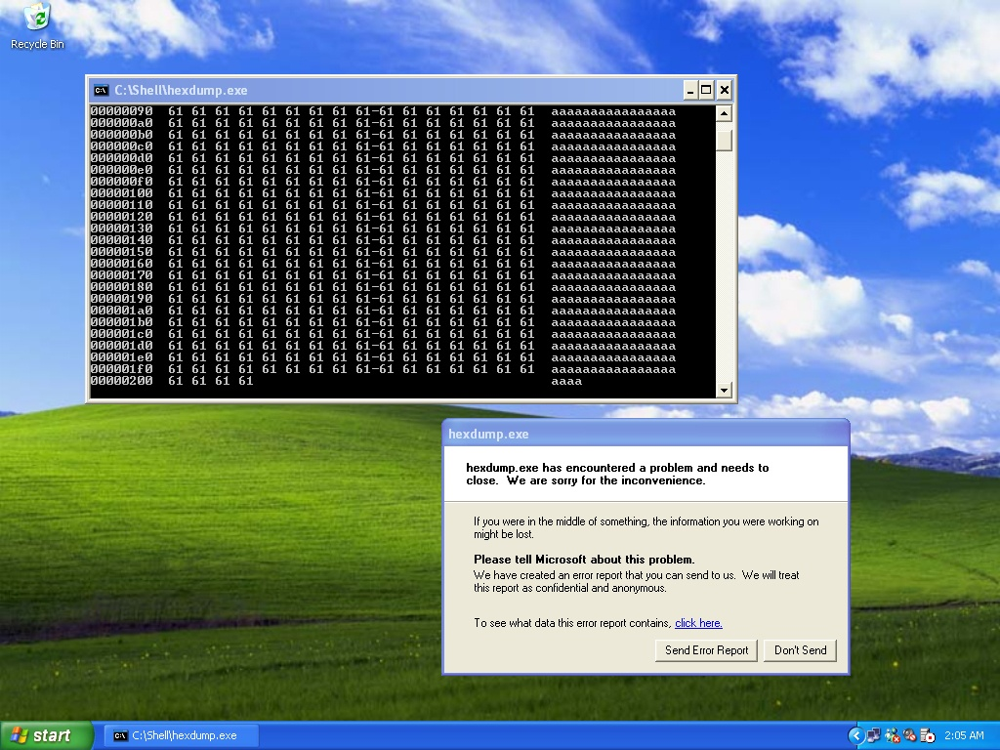 Recycle Bin
C:\Shell\hexdump.exe
00000090 61 61 61 61 61 61 61 61 61-61 61 61 61 61 61 61 aaaaaaaaaaaaaaaa
000000a0 61 61 61 61 61 61 61 61 61-61 61 61 61 61 61 61 aaaaaaaaaaaaaaaa
000000b0 61 61 61 61 61 61 61 61 61-61 61 61 61 61 61 61 aaaaaaaaaaaaaaaa
000000c0 61 61 61 61 61 61 61 61 61-61 61 61 61 61 61 61 aaaaaaaaaaaaaaaa
000000d0 61 61 61 61 61 61 61 61 61-61 61 61 61 61 61 61 aaaaaaaaaaaaaaaa
000000e0 61 61 61 61 61 61 61 61 61-61 61 61 61 61 61 61 aaaaaaaaaaaaaaaa
000000f0 61 61 61 61 61 61 61 61 61-61 61 61 61 61 61 61 aaaaaaaaaaaaaaaa
00000100 61 61 61 61 61 61 61 61 61-61 61 61 61 61 61 61 aaaaaaaaaaaaaaaa
00000110 61 61 61 61 61 61 61 61 61-61 61 61 61 61 61 61 aaaaaaaaaaaaaaaa
00000120 61 61 61 61 61 61 61 61 61-61 61 61 61 61 61 61 aaaaaaaaaaaaaaaa
00000130 61 61 61 61 61 61 61 61 61-61 61 61 61 61 61 61 aaaaaaaaaaaaaaaa
00000140 61 61 61 61 61 61 61 61 61-61 61 61 61 61 61 61 aaaaaaaaaaaaaaaa
00000150 61 61 61 61 61 61 61 61 61-61 61 61 61 61 61 61 aaaaaaaaaaaaaaaa
00000160 61 61 61 61 61 61 61 61 61-61 61 61 61 61 61 61 aaaaaaaaaaaaaaaa
00000170 61 61 61 61 61 61 61 61 61-61 61 61 61 61 61 61 aaaaaaaaaaaaaaaa
00000180 61 61 61 61 61 61 61 61 61-61 61 61 61 61 61 61 aaaaaaaaaaaaaaaa
00000190 61 61 61 61 61 61 61 61 61-61 61 61 61 61 61 61 aaaaaaaaaaaaaaaa
000001a0 61 61 61 61 61 61 61 61 61-61 61 61 61 61 61 61 aaaaaaaaaaaaaaaa
000001b0 61 61 61 61 61 61 61 61 61-61 61 61 61 61 61 61 aaaaaaaaaaaaaaaa
000001c0 61 61 61 61 61 61 61 61 61-61 61 61 61 61 61 61 aaaaaaaaaaaaaaaa
000001d0 61 61 61 61 61 61 61 61 61-61 61 61 61 61 61 61 aaaaaaaaaaaaaaaa
000001e0 61 61 61 61 61 61 61 61 61-61 61 61 61 61 61 61 aaaaaaaaaaaaaaaa
000001f0 61 61 61 61 61 61 61 61 61-61 61 61 61 61 61 61 aaaaaaaaaaaaaaaa
00000200 61 61 61 61 aaaa
hexdump.exe
hexdump.exe has encountered a problem and needs to
close. We are sorry for the inconvenience.
If you were in the middle of something, the information you were working on
might be lost.
Please tell Microsoft about this problem.
We have created an error report that you can send to us. We will treat
this report as confidential and anonymous.
To see what data this error report contains, click here.
Send Error Report Don't Send
start C:\Shell\hexdump.exe 2:05 AM